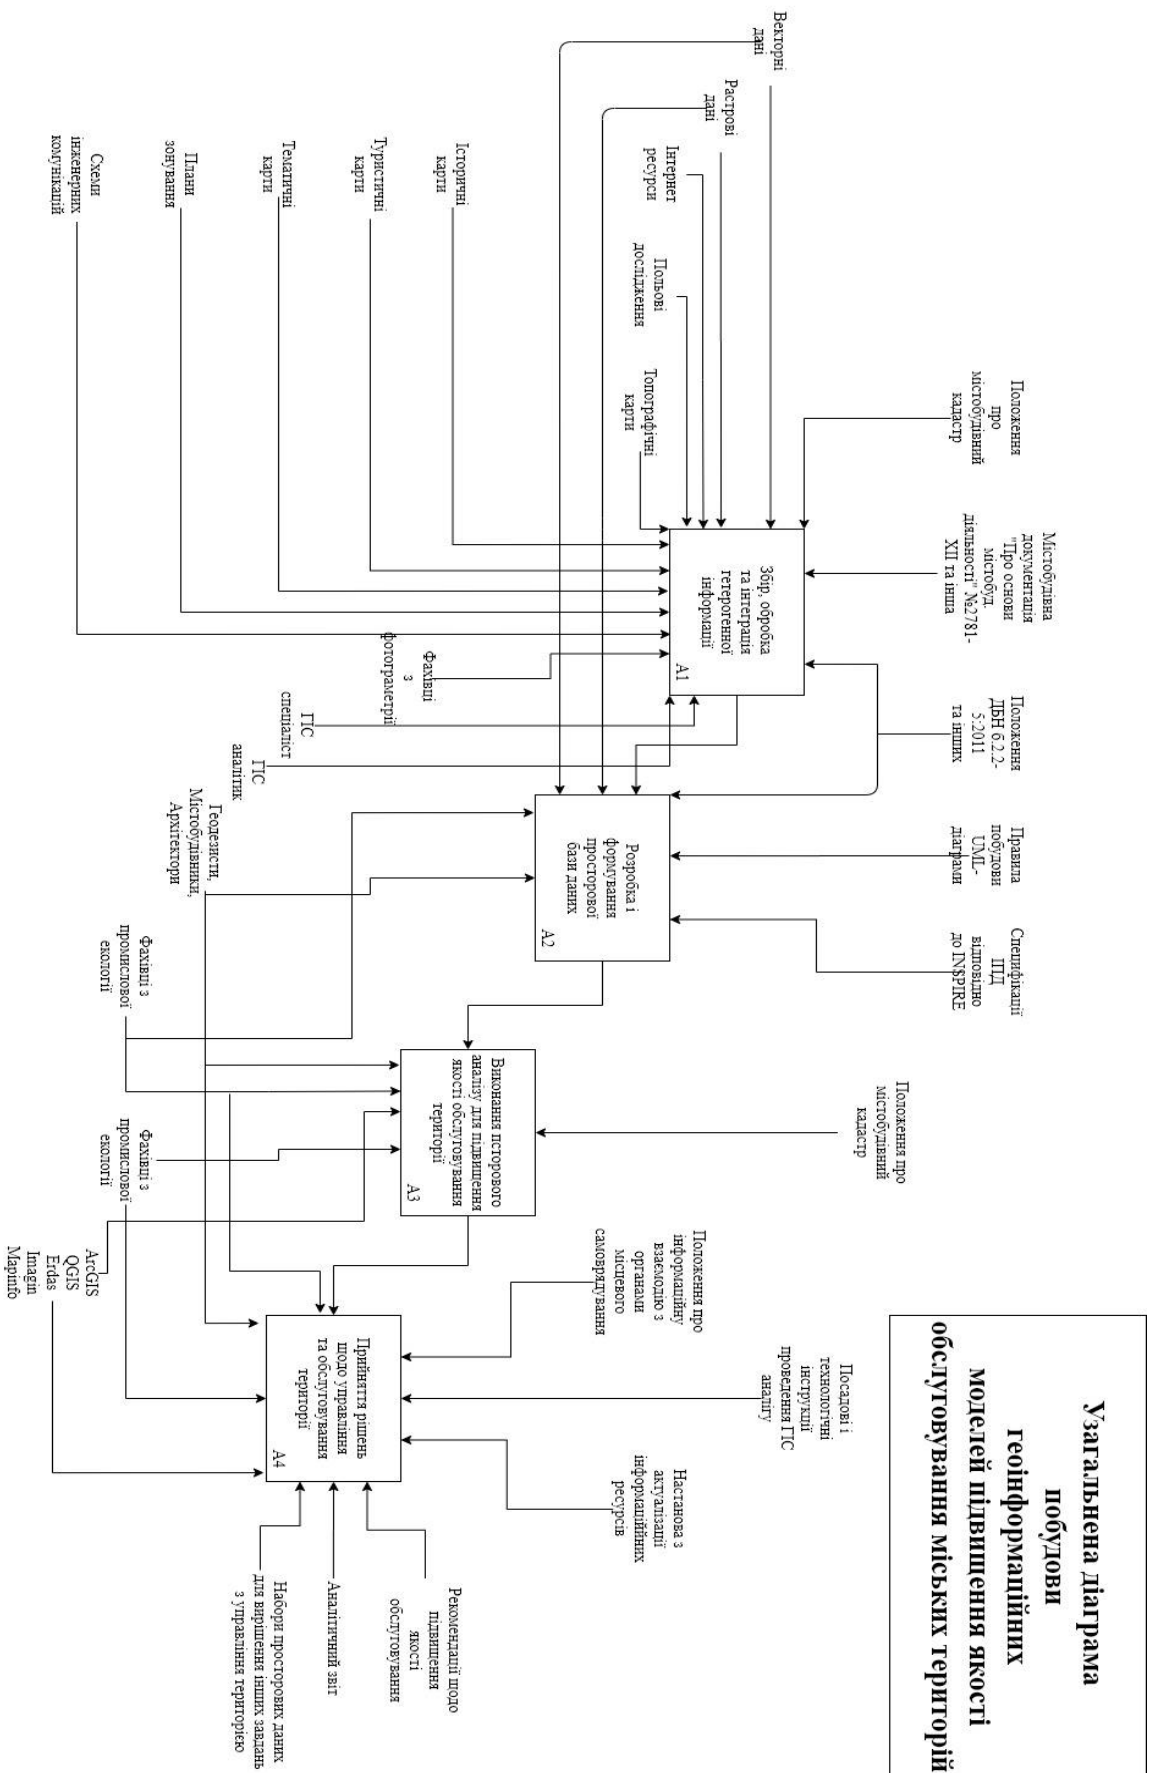 Узагальнена діаграма
побудови
геоінформаційних
моделей підвищення якості
обслуговування міських територій
Векторні
дані
Растрові
дані
Інтернет
ресурси
Польові
дослідження
Топографічні
карти
Історичні
карти
Туристичні
карти
Тематичні
карти
Плани
зонування
Схеми
інженерних
комунікацій
Положення
про
містобудівний
кадастр
Містобудівна
документація
"Про основи
містобуд.
діяльності" №2781-
XII та інша
Положення
ДБН б.2.2-
5:2011
та інших
Правила
побудови
UML-
діаграми
Специфікації
ІПД
відповідно
до INSPIRE
Збір, обробка
та інтеграція
гетерогенної
інформації
A1
Фахівці
з
фотограметрії
ГІС
спеціаліст
ГІС
аналітик
Розробка і
формування
просторової
бази даних
A2
Геодезисти,
Містобудівники,
Архітектори
Фахівці з
промислової
екології
Положення про
містобудівний
кадастр
Виконання псторового
аналізу для підвищення
якості обслуговування
території
A3
Фахівці з
промислової
екології
ArcGIS
QGIS
Erdas
Imagin
Mapinfo
Положення про
інформаційну
взаємодію з
органами
місцевого
самоврядування
Посадові і
технологічні
інструкції
проведення ГІС
аналігу
Настанова з
актуалізації
інформаціййних
ресурсів
Прийняття рішень
щодо управління
та обслуговування
території
A4
Рекомендації щодо
підвищення
якості
обслуговування
Аналітичний звіт
Набори просторових даних
для вирішення інших завдань
з управління територією